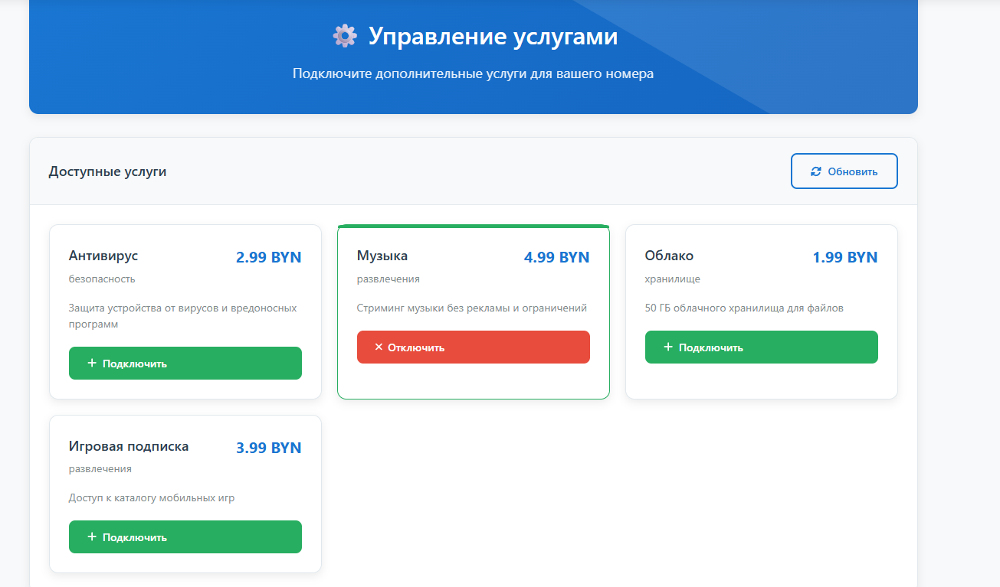 Управление услугами
Подключите дополнительные услуги для вашего номера
Доступные услуги
Обновить
Антивирус
2.99 BYN
безопасность
Защита устройства от вирусов и вредоносных
программ
Подключить
Музыка
4.99 BYN
развлечения
Стриминг музыки без рекламы и ограничений
Отключить
Облако
1.99 BYN
хранилище
50 ГБ облачного хранилища для файлов
Подключить
Игровая подписка
3.99 BYN
развлечения
Доступ к каталогу мобильных игр
Подключить